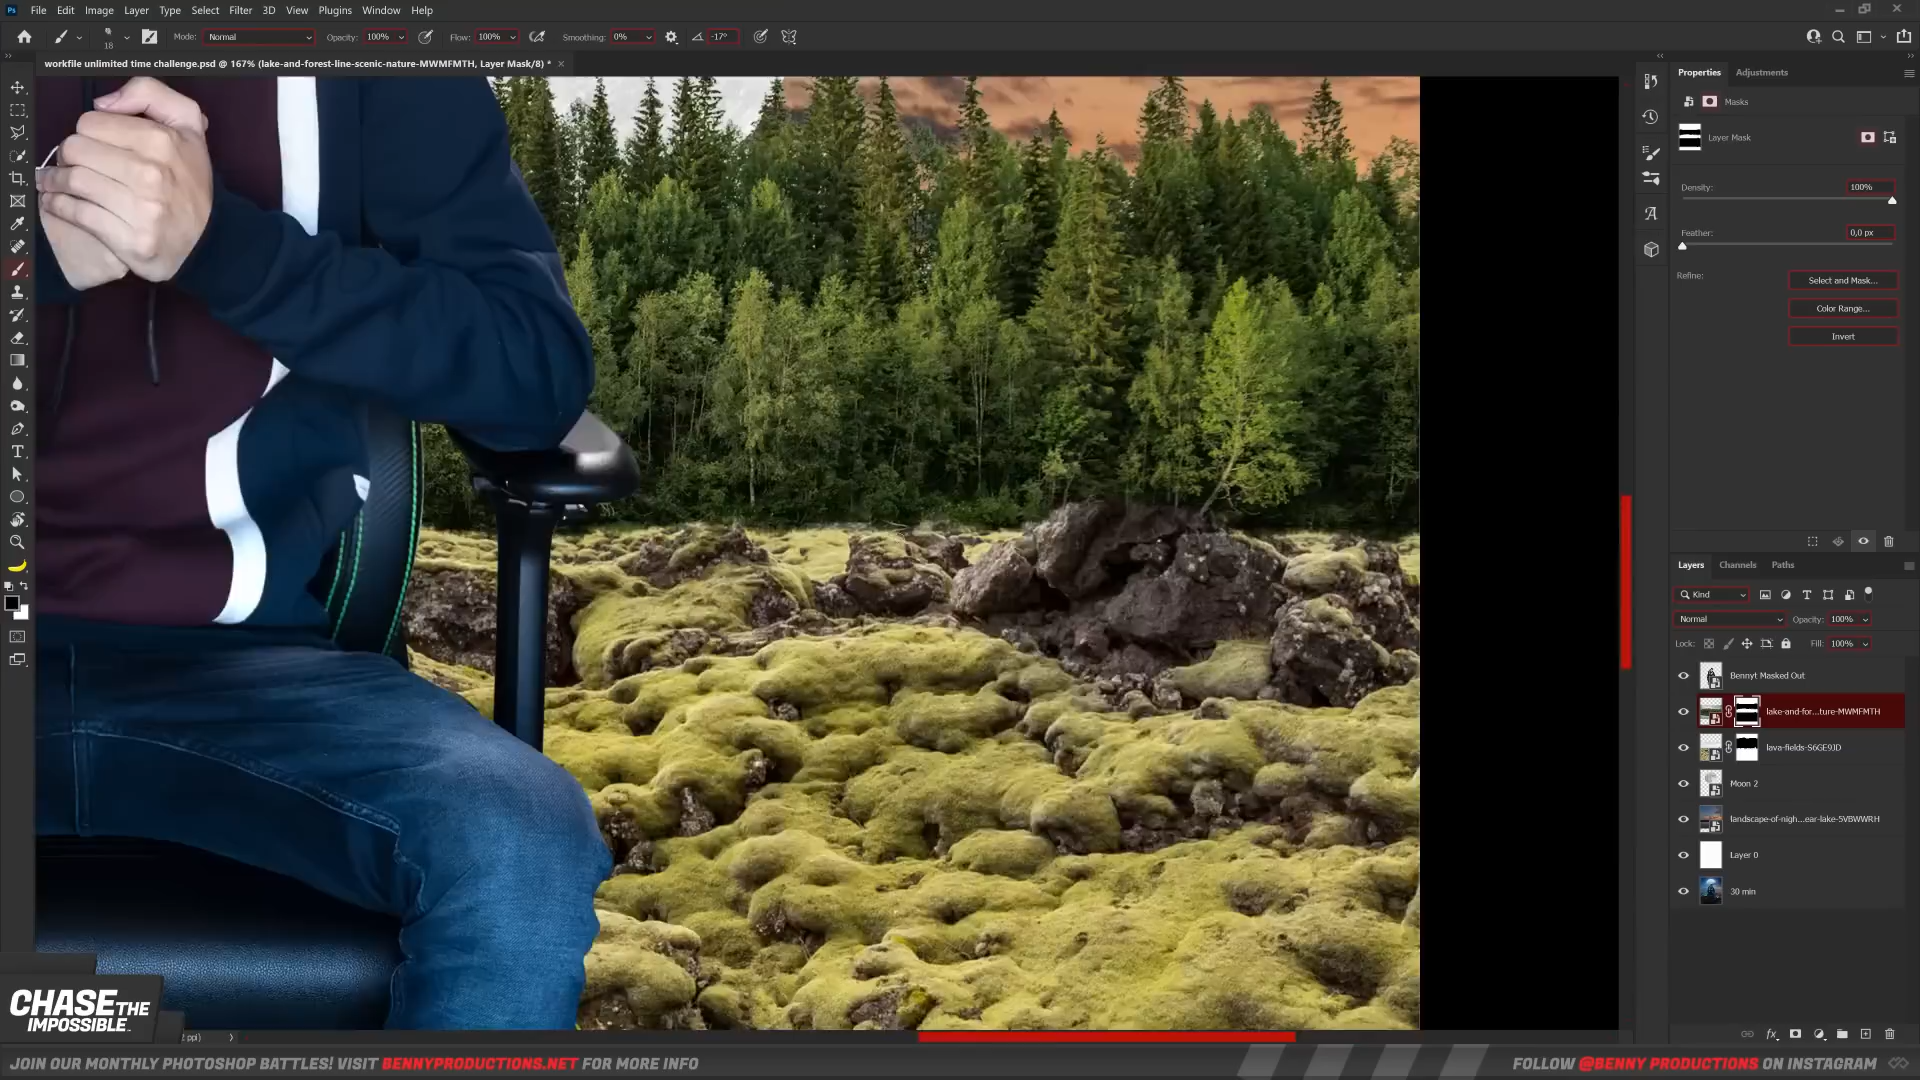 Ps File Edit Image Layer Type Select Filter 3D View Plugins Window Help
18 Mode: Normal Opacity: 100% Flow: 100% Smoothing: 0% -17°
workfile unlimited time challenge.psd @ 167% (lake-and-forest-line-scenic-nature-MWMFMTH, Layer Mask/8) *
Properties Adjustments
Masks
Layer Mask
Density: 100%
Feather: 0,0 px
Refine: Select and Mask...
Color Range...
Invert
Layers Channels Paths
Kind
Normal Opacity: 100%
Lock: Fill: 100%
Bennyt Masked Out
lake-and-for...ture-MWMFMTH
lava-fields-S6GE9JD
Moon 2
landscape-of-nigh...ear-lake-5VBWWRH
Layer 0
30 min
CHASE THE
IMPOSSIBLE
ppi)
JOIN OUR MONTHLY PHOTOSHOP BATTLES! VISIT BENNYPRODUCTIONS.NET FOR MORE INFO
FOLLOW @BENNY PRODUCTIONS ON INSTAGRAM